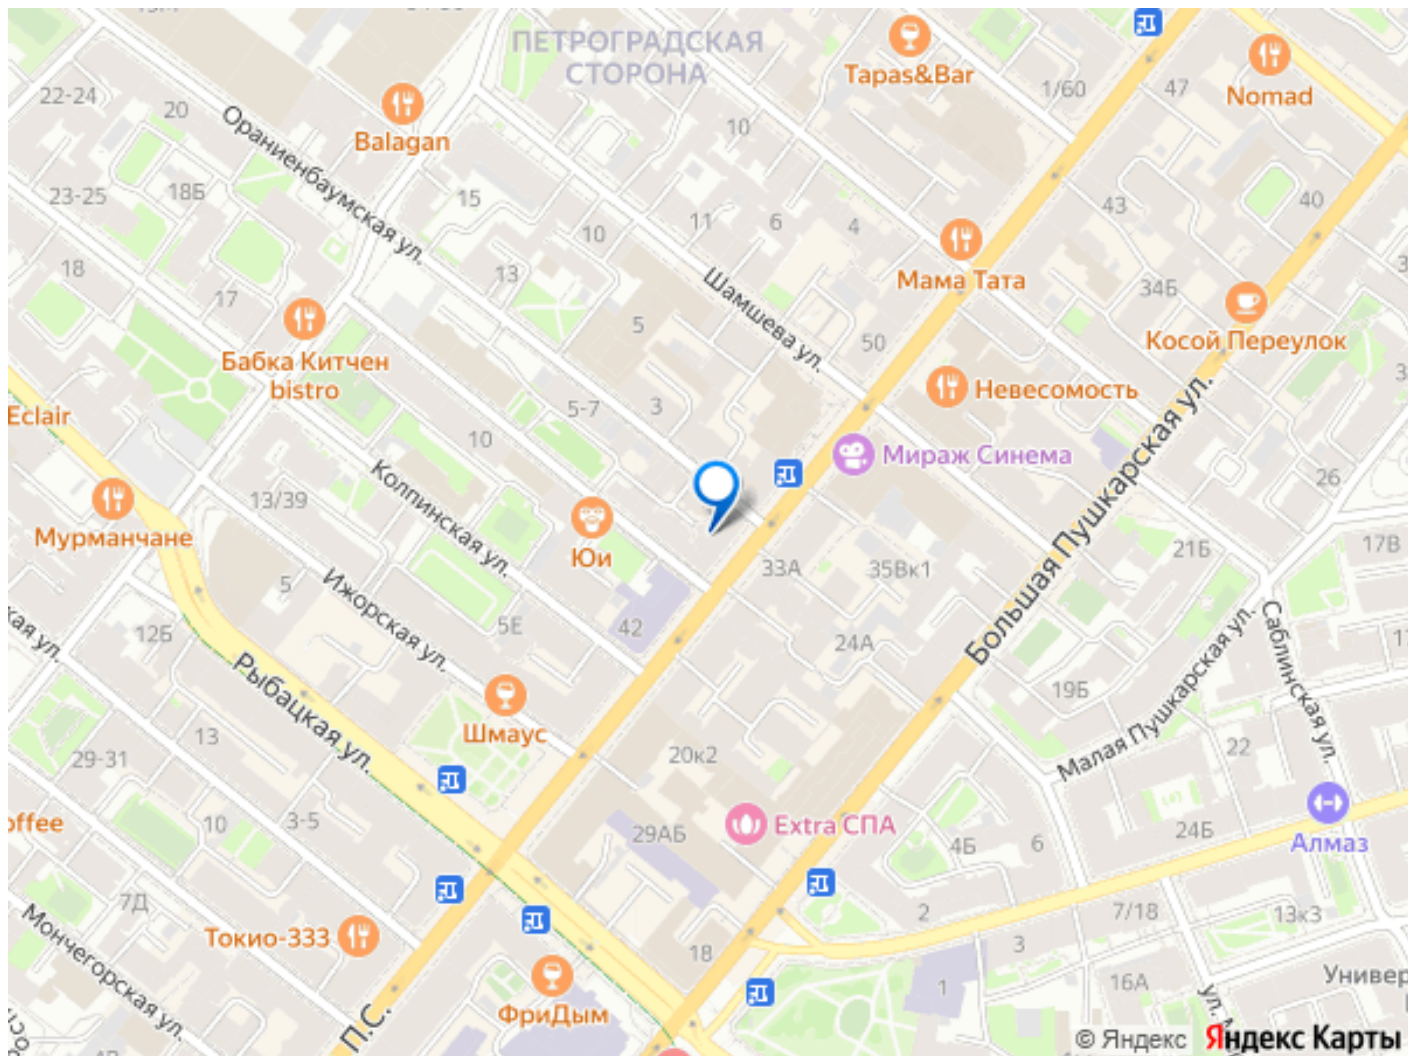 ПЕТРОГРАДСКАЯ
СТОРОНА
Tapas&Bar
Nomad
1/60
47
22-24
20
Balagan
10
Ораниенбаумская ул.
23-25
18Б
15
11
6
4
43
40
10
Мама Тата
18
17
13
Шамшева ул.
34Б
5
50
Косой Переулок
Бабка Китчен
bistro
Невесомость
Eclair
5-7
3
10
Мираж Синема
Большая Пушкарская ул.
26
13/39
Колпинская ул.
Мурманчане
Юи
33А
35Вк1
21Б
17В
5
Ижорская ул.
12Б
5Е
42
24А
Саблинская ул.
кая ул.
Рыбацкая ул.
19Б
Малая Пушкарская ул.
Шмаус
13
29-31
20к2
22
offee
10
3-5
29АБ
Extra СПА
4Б
6
24Б
Алмаз
7Д
2
7/18
13к3
Токио-333
Мончегорская ул.
18
3
16А
1
Универ
ФриДым
П.С.
© Яндекс
Яндекс Карты